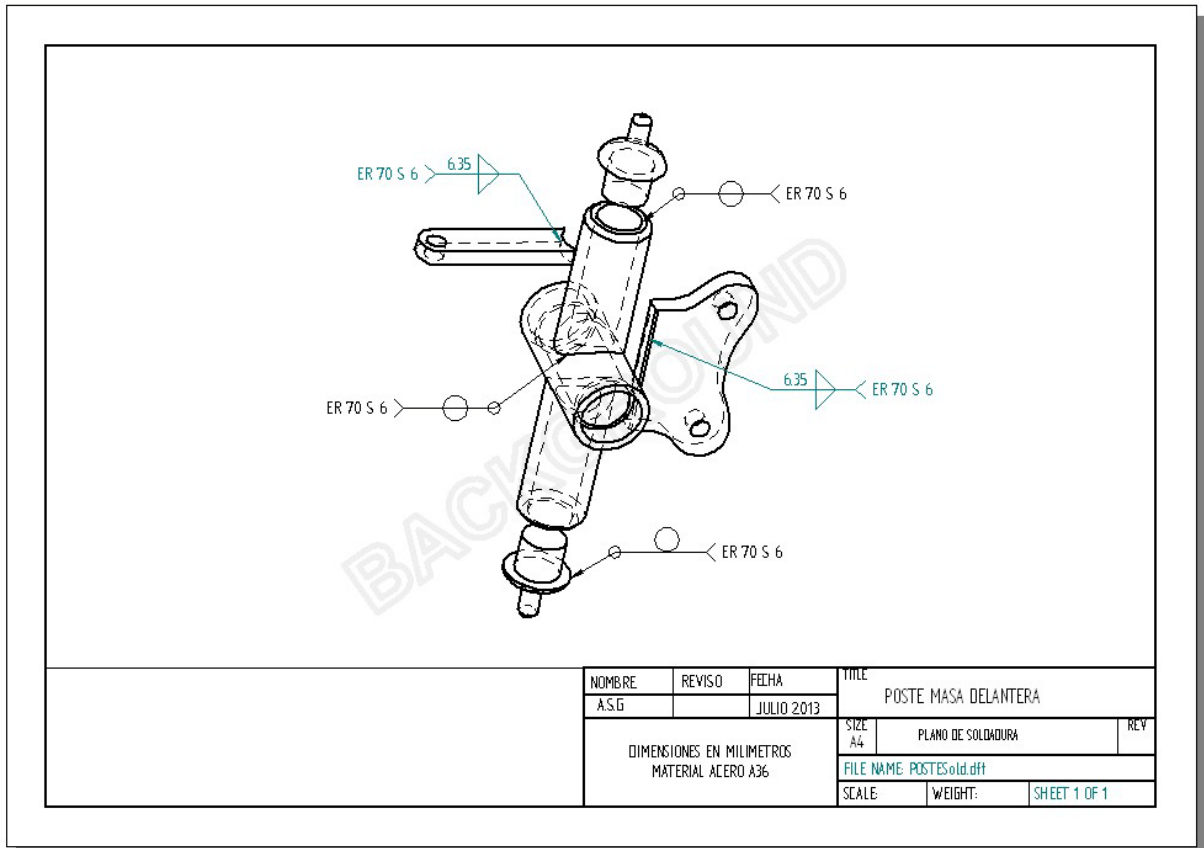 6.35
ER 70 S 6
ER 70 S 6
6.35
ER 70 S 6
ER 70 S 6
ER 70 S 6
BACKGROUND
NOMBRE REVISO FECHA
A.S.G JULIO 2013
TITLE
POSTE MASA DELANTERA
DIMENSIONES EN MILIMETROS
MATERIAL ACERO A36
SIZE
A4
PLANO DE SOLDADURA
REV
FILE NAME: POSTESold.dft
SCALE: WEIGHT: SHEET 1 OF 1